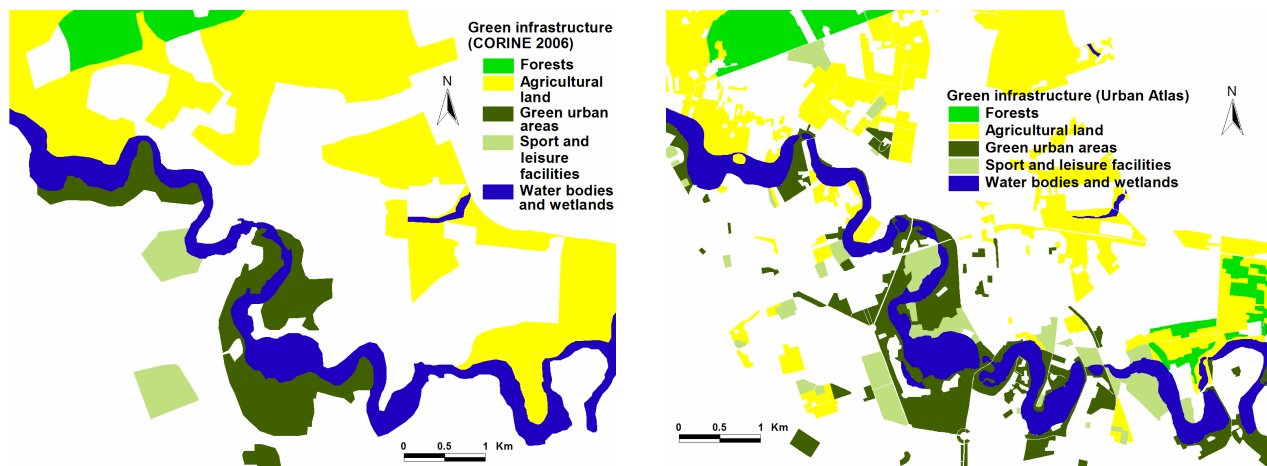 Green infrastructure
(CORINE 2006)
Forests
Agricultural
land
Green urban
areas
Sport and
leisure
facilities
Water bodies
and wetlands
N
0 0.5 1 Km
Green infrastructure (Urban Atlas)
Forests
Agricultural land
Green urban areas
Sport and leisure facilities
Water bodies and wetlands
N
0 0.5 1 Km